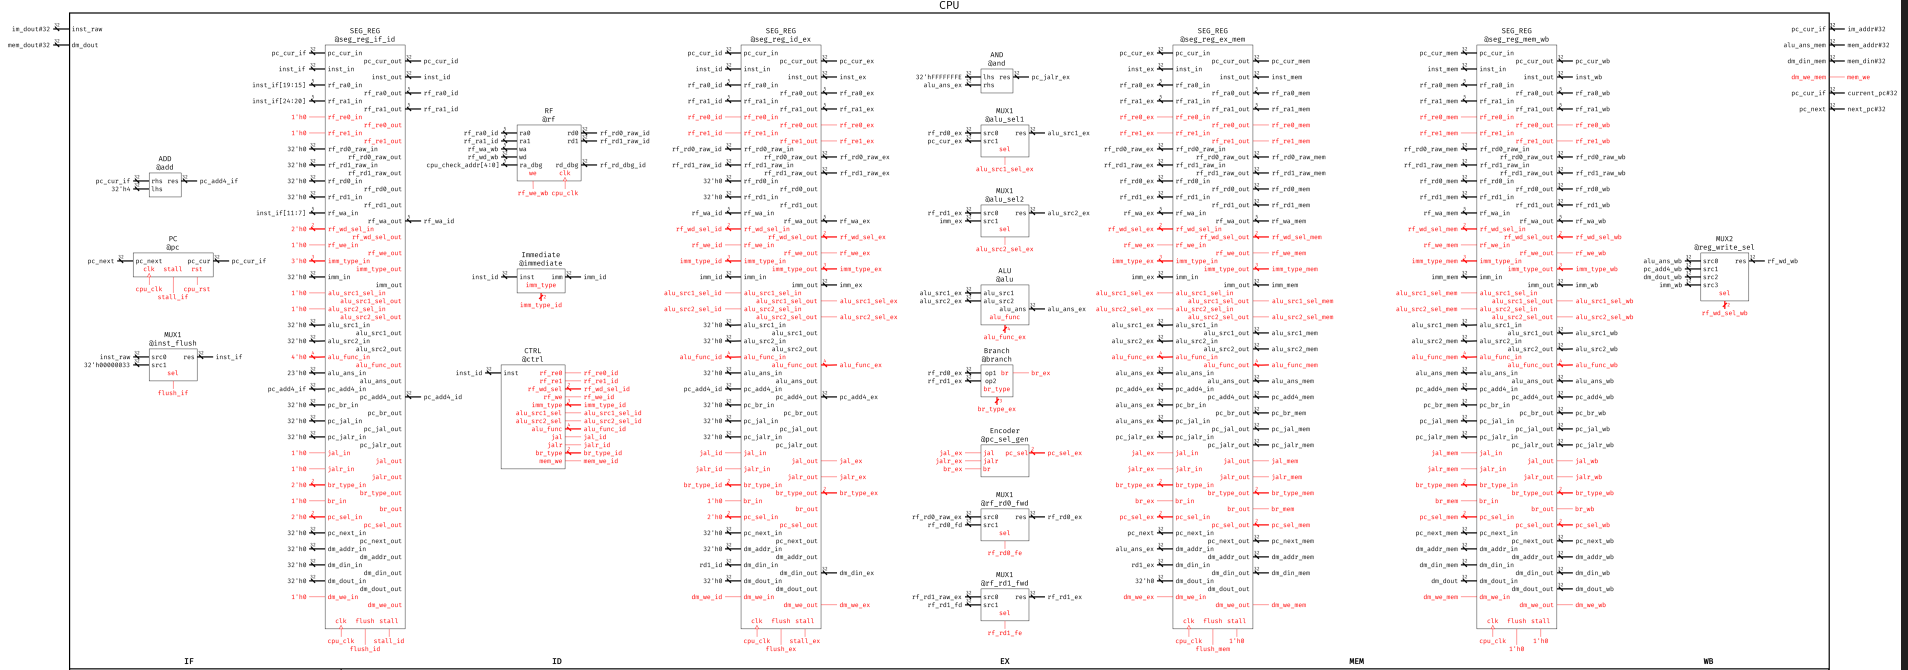 CPU
im_dout#32
inst_raw
mem_dout#32
dm_dout
pc_cur_if
im_addr#32
alu_ans_mem
mem_addr#32
dm_din_mem
mem_din#32
dm_we_mem
mem_we
pc_cur_if
current_pc#32
pc_next
next_pc#32
ADD
@add
pc_cur_if
rhs res
pc_add4_if
32'h4
lhs
PC
@pc
pc_next
pc_next
pc_cur
pc_cur_if
clk stall rst
cpu_clk
cpu_rst
stall_if
MUX1
@inst_flush
inst_raw
src0 res
inst_if
32'h00000033
src1
sel
flush_if
IF
SEG_REG
@seg_reg_if_id
pc_cur_if
pc_cur_in
pc_cur_out
pc_cur_id
inst_if
inst_in
inst_out
inst_id
inst_if[19:15]
rf_ra0_in
rf_ra0_out
rf_ra0_id
inst_if[24:20]
rf_ra1_in
rf_ra1_out
rf_ra1_id
1'h0
rf_re0_in
rf_re0_out
1'h0
rf_re1_in
rf_re1_out
32'h0
rf_rd0_raw_in
rf_rd0_raw_out
32'h0
rf_rd1_raw_in
rf_rd1_raw_out
32'h0
rf_rd0_in
rf_rd0_out
32'h0
rf_rd1_in
rf_rd1_out
inst_if[11:7]
rf_wa_in
rf_wa_out
rf_wa_id
2'h0
rf_wd_sel_in
rf_wd_sel_out
1'h0
rf_we_in
rf_we_out
3'h0
imm_type_in
imm_type_out
32'h0
imm_in
imm_out
1'h0
alu_src1_sel_in
alu_src1_sel_out
1'h0
alu_src2_sel_in
alu_src2_sel_out
32'h0
alu_src1_in
alu_src1_out
32'h0
alu_src2_in
alu_src2_out
4'h0
alu_func_in
alu_func_out
23'h0
alu_ans_in
alu_ans_out
pc_add4_if
pc_add4_in
pc_add4_out
pc_add4_id
32'h0
pc_br_in
pc_br_out
32'h0
pc_jal_in
pc_jal_out
32'h0
pc_jalr_in
pc_jalr_out
1'h0
jal_in
jal_out
1'h0
jalr_in
jalr_out
2'h0
br_type_in
br_type_out
1'h0
br_in
br_out
2'h0
pc_sel_in
pc_sel_out
32'h0
pc_next_in
pc_next_out
32'h0
dm_addr_in
dm_addr_out
32'h0
dm_din_in
dm_din_out
32'h0
dm_dout_in
dm_dout_out
1'h0
dm_we_in
dm_we_out
clk flush stall
cpu_clk
stall_id
flush_id
RF
@rf
rf_ra0_id
ra0
rd0
rf_rd0_raw_id
rf_ra1_id
ra1
rd1
rf_rd1_raw_id
rf_wa_wb
wa
rf_wd_wb
wd
cpu_check_addr[4:0]
ra_dbg
rd_dbg
rf_rd_dbg_id
we
clk
rf_we_wb cpu_clk
Immediate
@immediate
inst_id
inst imm
imm_id
imm_type
imm_type_id
CTRL
@ctrl
inst_id
inst
rf_re0
rf_re0_id
rf_re1
rf_re1_id
rf_wd_sel
rf_wd_sel_id
rf_we
rf_we_id
imm_type
imm_type_id
alu_src1_sel
alu_src1_sel_id
alu_src2_sel
alu_src2_sel_id
alu_func
alu_func_id
jal
jal_id
jalr
jalr_id
br_type
br_type_id
mem_we
mem_we_id
ID
SEG_REG
@seg_reg_id_ex
pc_cur_id
pc_cur_in
pc_cur_out
pc_cur_ex
inst_id
inst_in
inst_out
inst_ex
rf_ra0_id
rf_ra0_in
rf_ra0_out
rf_ra0_ex
rf_ra1_id
rf_ra1_in
rf_ra1_out
rf_ra1_ex
rf_re0_id
rf_re0_in
rf_re0_out
rf_re0_ex
rf_re1_id
rf_re1_in
rf_re1_out
rf_re1_ex
rf_rd0_raw_id
rf_rd0_raw_in
rf_rd0_raw_out
rf_rd0_raw_ex
rf_rd1_raw_id
rf_rd1_raw_in
rf_rd1_raw_out
rf_rd1_raw_ex
32'h0
rf_rd0_in
rf_rd0_out
32'h0
rf_rd1_in
rf_rd1_out
rf_wa_id
rf_wa_in
rf_wa_out
rf_wa_ex
rf_wd_sel_id
rf_wd_sel_in
rf_wd_sel_out
rf_wd_sel_ex
rf_we_id
rf_we_in
rf_we_out
rf_we_ex
imm_type_id
imm_type_in
imm_type_out
imm_type_ex
imm_id
imm_in
imm_out
imm_ex
alu_src1_sel_id
alu_src1_sel_in
alu_src1_sel_out
alu_src1_sel_ex
alu_src2_sel_id
alu_src2_sel_in
alu_src2_sel_out
alu_src2_sel_ex
32'h0
alu_src1_in
alu_src1_out
32'h0
alu_src2_in
alu_src2_out
alu_func_id
alu_func_in
alu_func_out
alu_func_ex
32'h0
alu_ans_in
alu_ans_out
pc_add4_id
pc_add4_in
pc_add4_out
pc_add4_ex
32'h0
pc_br_in
pc_br_out
32'h0
pc_jal_in
pc_jal_out
32'h0
pc_jalr_in
pc_jalr_out
jal_id
jal_in
jal_out
jal_ex
jalr_id
jalr_in
jalr_out
jalr_ex
br_type_id
br_type_in
br_type_out
br_type_ex
1'h0
br_in
br_out
2'h0
pc_sel_in
pc_sel_out
32'h0
pc_next_in
pc_next_out
32'h0
dm_addr_in
dm_addr_out
rd1_id
dm_din_in
dm_din_out
dm_din_ex
32'h0
dm_dout_in
dm_dout_out
dm_we_id
dm_we_in
dm_we_out
dm_we_ex
clk flush stall
cpu_clk
stall_ex
flush_ex
AND
@and
32'hFFFFFFFE
lhs res
pc_jalr_ex
alu_ans_ex
rhs
MUX1
@alu_sel1
rf_rd0_ex
src0 res
alu_src1_ex
pc_cur_ex
src1
sel
alu_src1_sel_ex
MUX1
@alu_sel2
rf_rd1_ex
src0 res
alu_src2_ex
imm_ex
src1
sel
alu_src2_sel_ex
ALU
@alu
alu_src1_ex
alu_src1
alu_src2_ex
alu_src2
alu_ans
alu_ans_ex
alu_func
alu_func_ex
Branch
@branch
rf_rd0_ex
op1 br
br_ex
rf_rd1_ex
op2
br_type
br_type_ex
Encoder
@pc_sel_gen
jal_ex
jal pc_sel
pc_sel_ex
jalr_ex
jalr
br_ex
br
MUX1
@rf_rd0_fwd
rf_rd0_raw_ex
src0 res
rf_rd0_ex
rf_rd0_fd
src1
sel
rf_rd0_fe
MUX1
@rf_rd1_fwd
rf_rd1_raw_ex
src0 res
rf_rd1_ex
rf_rd1_fd
src1
sel
rf_rd1_fe
EX
SEG_REG
@seg_reg_ex_mem
pc_cur_ex
pc_cur_in
pc_cur_out
pc_cur_mem
inst_ex
inst_in
inst_out
inst_mem
rf_ra0_ex
rf_ra0_in
rf_ra0_out
rf_ra0_mem
rf_ra1_ex
rf_ra1_in
rf_ra1_out
rf_ra1_mem
rf_re0_ex
rf_re0_in
rf_re0_out
rf_re0_mem
rf_re1_ex
rf_re1_in
rf_re1_out
rf_re1_mem
rf_rd0_raw_ex
rf_rd0_raw_in
rf_rd0_raw_out
rf_rd0_raw_mem
rf_rd1_raw_ex
rf_rd1_raw_in
rf_rd1_raw_out
rf_rd1_raw_mem
rf_rd0_ex
rf_rd0_in
rf_rd0_out
rf_rd0_mem
rf_rd1_ex
rf_rd1_in
rf_rd1_out
rf_rd1_mem
rf_wa_ex
rf_wa_in
rf_wa_out
rf_wa_mem
rf_wd_sel_ex
rf_wd_sel_in
rf_wd_sel_out
rf_wd_sel_mem
rf_we_ex
rf_we_in
rf_we_out
rf_we_mem
imm_type_ex
imm_type_in
imm_type_out
imm_type_mem
imm_ex
imm_in
imm_out
imm_mem
alu_src1_sel_ex
alu_src1_sel_in
alu_src1_sel_out
alu_src1_sel_mem
alu_src2_sel_ex
alu_src2_sel_in
alu_src2_sel_out
alu_src2_sel_mem
alu_src1_ex
alu_src1_in
alu_src1_out
alu_src1_mem
alu_src2_ex
alu_src2_in
alu_src2_out
alu_src2_mem
alu_func_ex
alu_func_in
alu_func_out
alu_func_mem
alu_ans_ex
alu_ans_in
alu_ans_out
alu_ans_mem
pc_add4_ex
pc_add4_in
pc_add4_out
pc_add4_mem
alu_ans_ex
pc_br_in
pc_br_out
pc_br_mem
alu_ans_ex
pc_jal_in
pc_jal_out
pc_jal_mem
pc_jalr_ex
pc_jalr_in
pc_jalr_out
pc_jalr_mem
jal_ex
jal_in
jal_out
jal_mem
jalr_ex
jalr_in
jalr_out
jalr_mem
br_type_ex
br_type_in
br_type_out
br_type_mem
br_ex
br_in
br_out
br_mem
pc_sel_ex
pc_sel_in
pc_sel_out
pc_sel_mem
pc_next
pc_next_in
pc_next_out
pc_next_mem
alu_ans_ex
dm_addr_in
dm_addr_out
dm_addr_mem
rd1_ex
dm_din_in
dm_din_out
dm_din_mem
32'h0
dm_dout_in
dm_dout_out
dm_we_ex
dm_we_in
dm_we_out
dm_we_mem
clk flush stall
cpu_clk
1'h0
flush_mem
MEM
SEG_REG
@seg_reg_mem_wb
pc_cur_mem
pc_cur_in
pc_cur_out
pc_cur_wb
inst_mem
inst_in
inst_out
inst_wb
rf_ra0_mem
rf_ra0_in
rf_ra0_out
rf_ra0_wb
rf_ra1_mem
rf_ra1_in
rf_ra1_out
rf_ra1_wb
rf_re0_mem
rf_re0_in
rf_re0_out
rf_re0_wb
rf_re1_mem
rf_re1_in
rf_re1_out
rf_re1_wb
rf_rd0_raw_mem
rf_rd0_raw_in
rf_rd0_raw_out
rf_rd0_raw_wb
rf_rd1_raw_mem
rf_rd1_raw_in
rf_rd1_raw_out
rf_rd1_raw_wb
rf_rd0_mem
rf_rd0_in
rf_rd0_out
rf_rd0_wb
rf_rd1_mem
rf_rd1_in
rf_rd1_out
rf_rd1_wb
rf_wa_mem
rf_wa_in
rf_wa_out
rf_wa_wb
rf_wd_sel_mem
rf_wd_sel_in
rf_wd_sel_out
rf_wd_sel_wb
rf_we_mem
rf_we_in
rf_we_out
rf_we_wb
imm_type_mem
imm_type_in
imm_type_out
imm_type_wb
imm_mem
imm_in
imm_out
imm_wb
alu_src1_sel_mem
alu_src1_sel_in
alu_src1_sel_out
alu_src1_sel_wb
alu_src2_sel_mem
alu_src2_sel_in
alu_src2_sel_out
alu_src2_sel_wb
alu_src1_mem
alu_src1_in
alu_src1_out
alu_src1_wb
alu_src2_mem
alu_src2_in
alu_src2_out
alu_src2_wb
alu_func_mem
alu_func_in
alu_func_out
alu_func_wb
alu_ans_mem
alu_ans_in
alu_ans_out
alu_ans_wb
pc_add4_mem
pc_add4_in
pc_add4_out
pc_add4_wb
pc_br_mem
pc_br_in
pc_br_out
pc_br_wb
pc_jal_mem
pc_jal_in
pc_jal_out
pc_jal_wb
pc_jalr_mem
pc_jalr_in
pc_jalr_out
pc_jalr_wb
jal_mem
jal_in
jal_out
jal_wb
jalr_mem
jalr_in
jalr_out
jalr_wb
br_type_mem
br_type_in
br_type_out
br_type_wb
br_mem
br_in
br_out
br_wb
pc_sel_mem
pc_sel_in
pc_sel_out
pc_sel_wb
pc_next_mem
pc_next_in
pc_next_out
pc_next_wb
dm_addr_mem
dm_addr_in
dm_addr_out
dm_addr_wb
dm_din_mem
dm_din_in
dm_din_out
dm_din_wb
dm_dout
dm_dout_in
dm_dout_out
dm_dout_wb
dm_we_mem
dm_we_in
dm_we_out
dm_we_wb
clk flush stall
cpu_clk
1'h0
1'h0
MUX2
@reg_write_sel
alu_ans_wb
src0 res
rf_wd_wb
pc_add4_wb
src1
dm_dout_wb
src2
imm_wb
src3
sel
rf_wd_sel_wb
WB